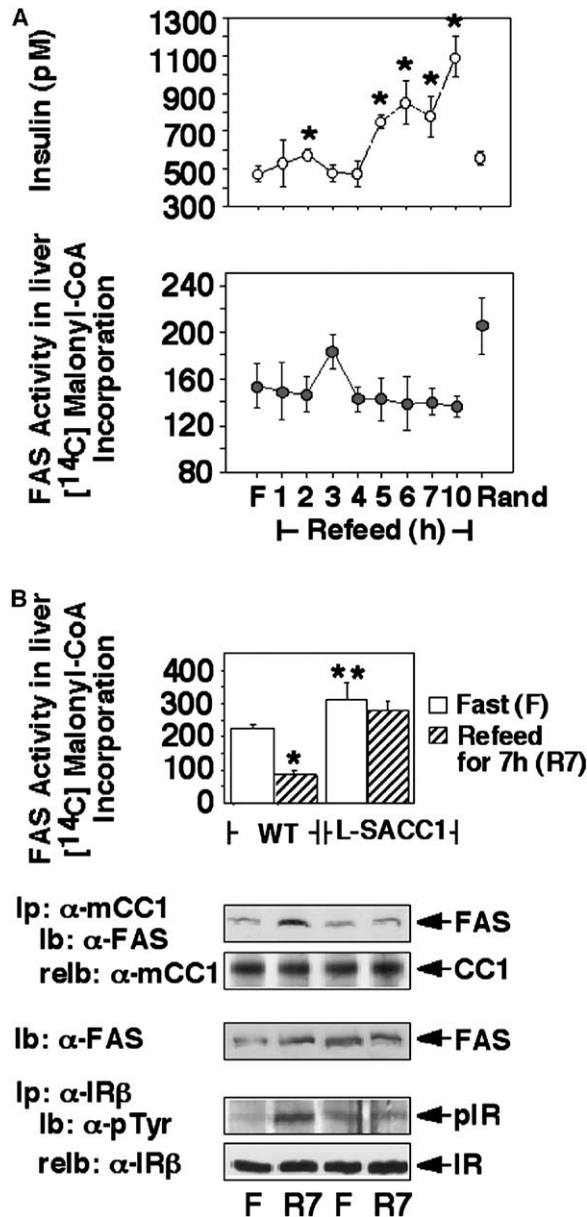 A
Insulin (pM)
1300
1100
900
700
500
300
* * * * *
FAS Activity in liver
[14C] Malonyl-CoA
Incorporation
240
200
160
120
80
F 1 2 3 4 5 6 7 10 Rand
Refeed (h)
B
FAS Activity in liver
[14C] Malonyl-CoA
Incorporation
400
300
200
100
0
*
**
Fast (F)
Refeed
for 7h (R7)
WT L-SACC1
Ip: α-mCC1
Ib: α-FAS
FAS
reIb: α-mCC1
CC1
Ib: α-FAS
FAS
Ip: α-IRβ
Ib: α-pTyr
pIR
reIb: α-IRβ
IR
F R7 F R7